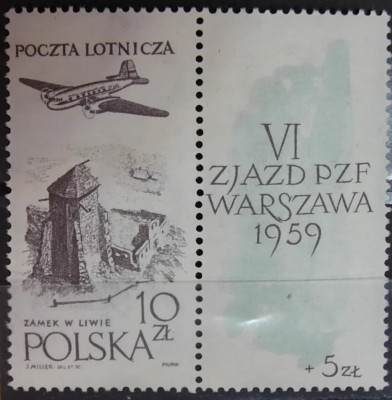 POCZTA LOTNICZA
ZAMEK W LIWIE
10 ZŁ
POLSKA
VI
ZJAZD PZF
WARSZAWA
1959
+ 5 ZŁ